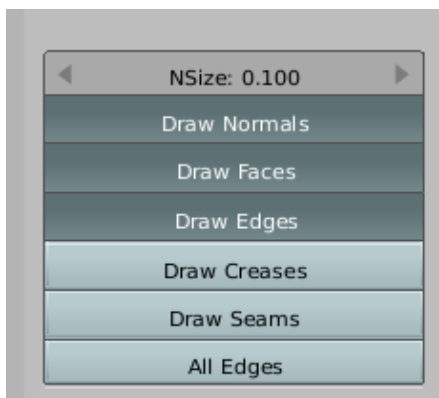 NSize: 0.100
Draw Normals
Draw Faces
Draw Edges
Draw Creases
Draw Seams
All Edges